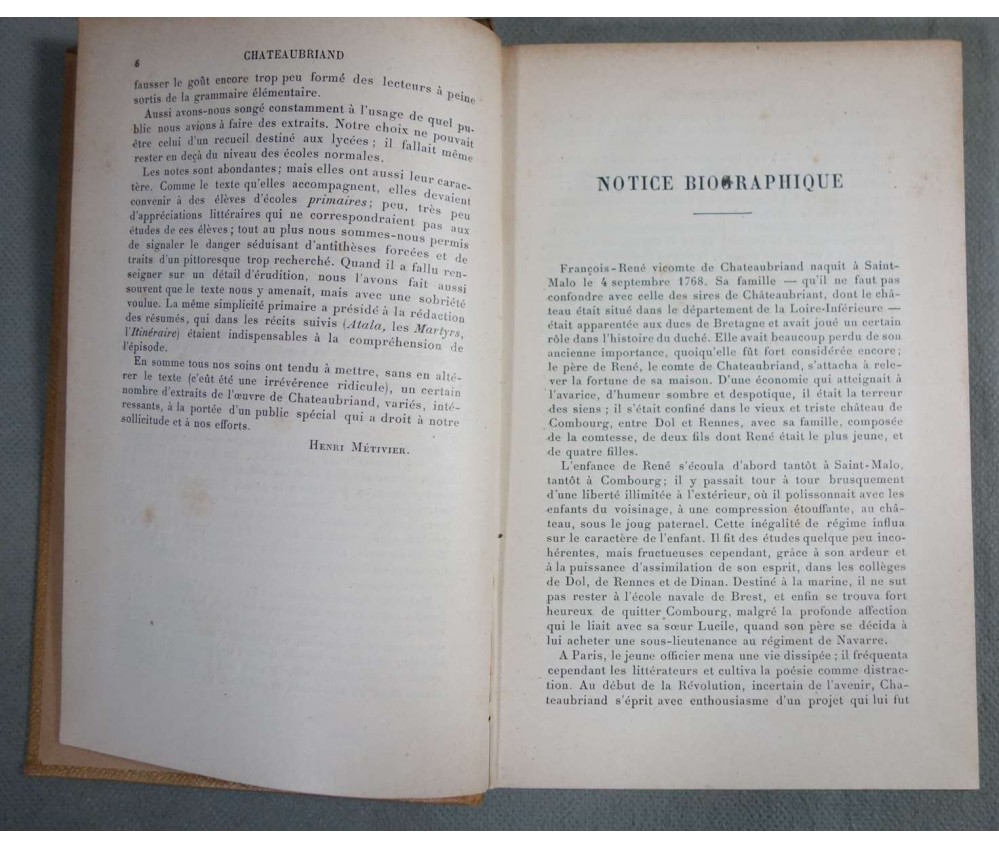 6
CHATEAUBRIAND
fausser le goût encore trop peu formé des lecteurs à peine
sortis de la grammaire élémentaire.
Aussi avons-nous songé constamment à l'usage de quel pu-
blic nous avions à faire des extraits. Notre choix ne pouvait
être celui d'un recueil destiné aux lycées ; il fallait même
rester en deçà du niveau des écoles normales.
Les notes sont abondantes ; mais elles ont aussi leur carac-
tère. Comme le texte qu'elles accompagnent, elles devaient
convenir à des élèves d'écoles primaires ; peu, très peu
d'appréciations littéraires qui ne correspondraient pas aux
études de ces élèves ; tout au plus nous sommes-nous permis
de signaler le danger séduisant d'antithèses forcées et de
traits d'un pittoresque trop recherché. Quand il a fallu ren-
seigner sur un détail d'érudition, nous l'avons fait aussi
souvent que le texte nous y amenait, mais avec une sobriété
voulue. La même simplicité primaire a présidé à la rédaction
des résumés, qui dans les récits suivis (Atala, les Martyrs,
l'Itinéraire) étaient indispensables à la compréhension de
l'épisode.
En somme tous nos soins ont tendu à mettre, sans en alté-
rer le texte (c'eût été une irrévérence ridicule), un certain
nombre d'extraits de l'œuvre de Chateaubriand, variés, inté-
ressants, à la portée d'un public spécial qui a droit à notre
sollicitude et à nos efforts.
HENRI MÉTIVIER.
NOTICE BIOGRAPHIQUE
François-René vicomte de Chateaubriand naquit à Saint-
Malo le 4 septembre 1768. Sa famille — qu'il ne faut pas
confondre avec celle des sires de Châteaubriant, dont le châ-
teau était situé dans le département de la Loire-Inférieure —
était apparentée aux ducs de Bretagne et avait joué un certain
rôle dans l'histoire du duché. Elle avait beaucoup perdu de son
ancienne importance, quoiqu'elle fût fort considérée encore ;
le père de René, le comte de Chateaubriand, s'attacha à rele-
ver la fortune de sa maison. D'une économie qui atteignait à
l'avarice, d'humeur sombre et despotique, il était la terreur
des siens ; il s'était confiné dans le vieux et triste château de
Combourg, entre Dol et Rennes, avec sa famille, composée
de la comtesse, de deux fils dont René était le plus jeune, et
de quatre filles.
L'enfance de René s'écoula d'abord tantôt à Saint-Malo,
tantôt à Combourg ; il y passait tour à tour brusquement
d'une liberté illimitée à l'extérieur, où il polissonnait avec les
enfants du voisinage, à une compression étouffante, au châ-
teau, sous le joug paternel. Cette inégalité de régime influa
sur le caractère de l'enfant. Il fit des études quelque peu inco-
hérentes, mais fructueuses cependant, grâce à son ardeur et
à la puissance d'assimilation de son esprit, dans les collèges
de Dol, de Rennes et de Dinan. Destiné à la marine, il ne sut
pas rester à l'école navale de Brest, et enfin se trouva fort
heureux de quitter Combourg, malgré la profonde affection
qui le liait avec sa sœur Lucile, quand son père se décida à
lui acheter une sous-lieutenance au régiment de Navarre.
A Paris, le jeune officier mena une vie dissipée ; il fréquenta
cependant les littérateurs et cultiva la poésie comme distrac-
tion. Au début de la Révolution, incertain de l'avenir, Cha-
teaubriand s'éprit avec enthousiasme d'un projet qui lui fut